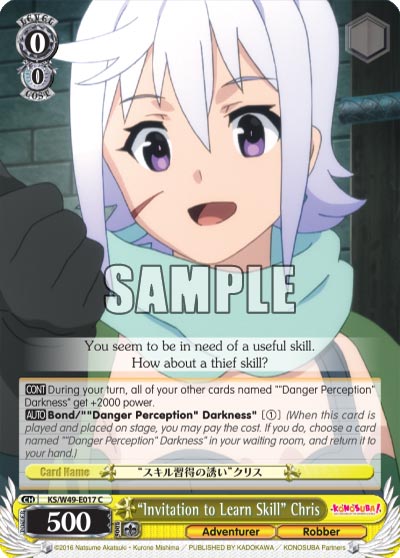 LEVEL
0
0
COST
SAMPLE
You seem to be in need of a useful skill.
How about a thief skill?
CONT During your turn, all of your other cards named ""Danger Perception"
Darkness" get +2000 power.
AUTO Bond/""Danger Perception" Darkness" [①] (When this card is
played and placed on stage, you may pay the cost. If you do, choose a card
named ""Danger Perception" Darkness" in your waiting room, and return it to
your hand.)
Card Name
“スキル習得の誘い”クリス
CH KS/W49-E017 C
POWER
500
“Invitation to Learn Skill” Chris
KONOSUBA!
Adventurer
Robber
©2016 Natsume Akatsuki・Kurone Mishima / PUBLISHED BY KADOKAWA / KONOSUBA Partners